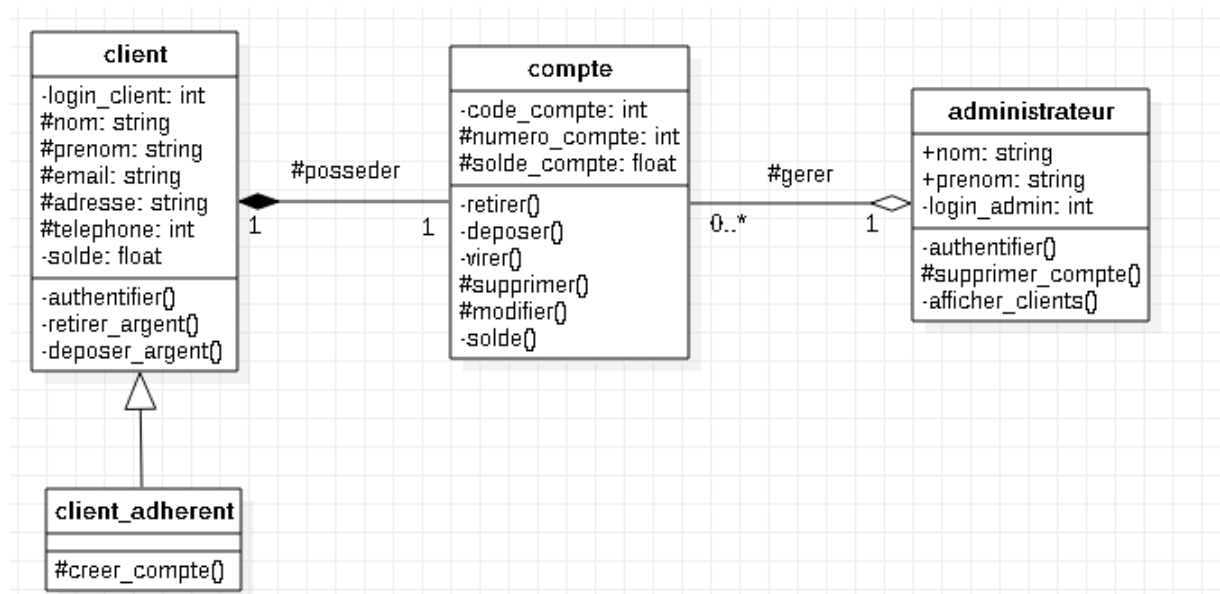 client
-login_client: int
#nom: string
#prenom: string
#email: string
#adresse: string
#telephone: int
-solde: float
-authentifier()
-retirer_argent()
-deposer_argent()
#posseder
1
1
compte
-code_compte: int
#numero_compte: int
#solde_compte: float
-retirer()
-deposer()
-virer()
#supprimer()
#modifier()
-solde()
#gerer
0..*
1
administrateur
+nom: string
+prenom: string
-login_admin: int
-authentifier()
#supprimer_compte()
-afficher_clients()
client_adherent
#creer_compte()